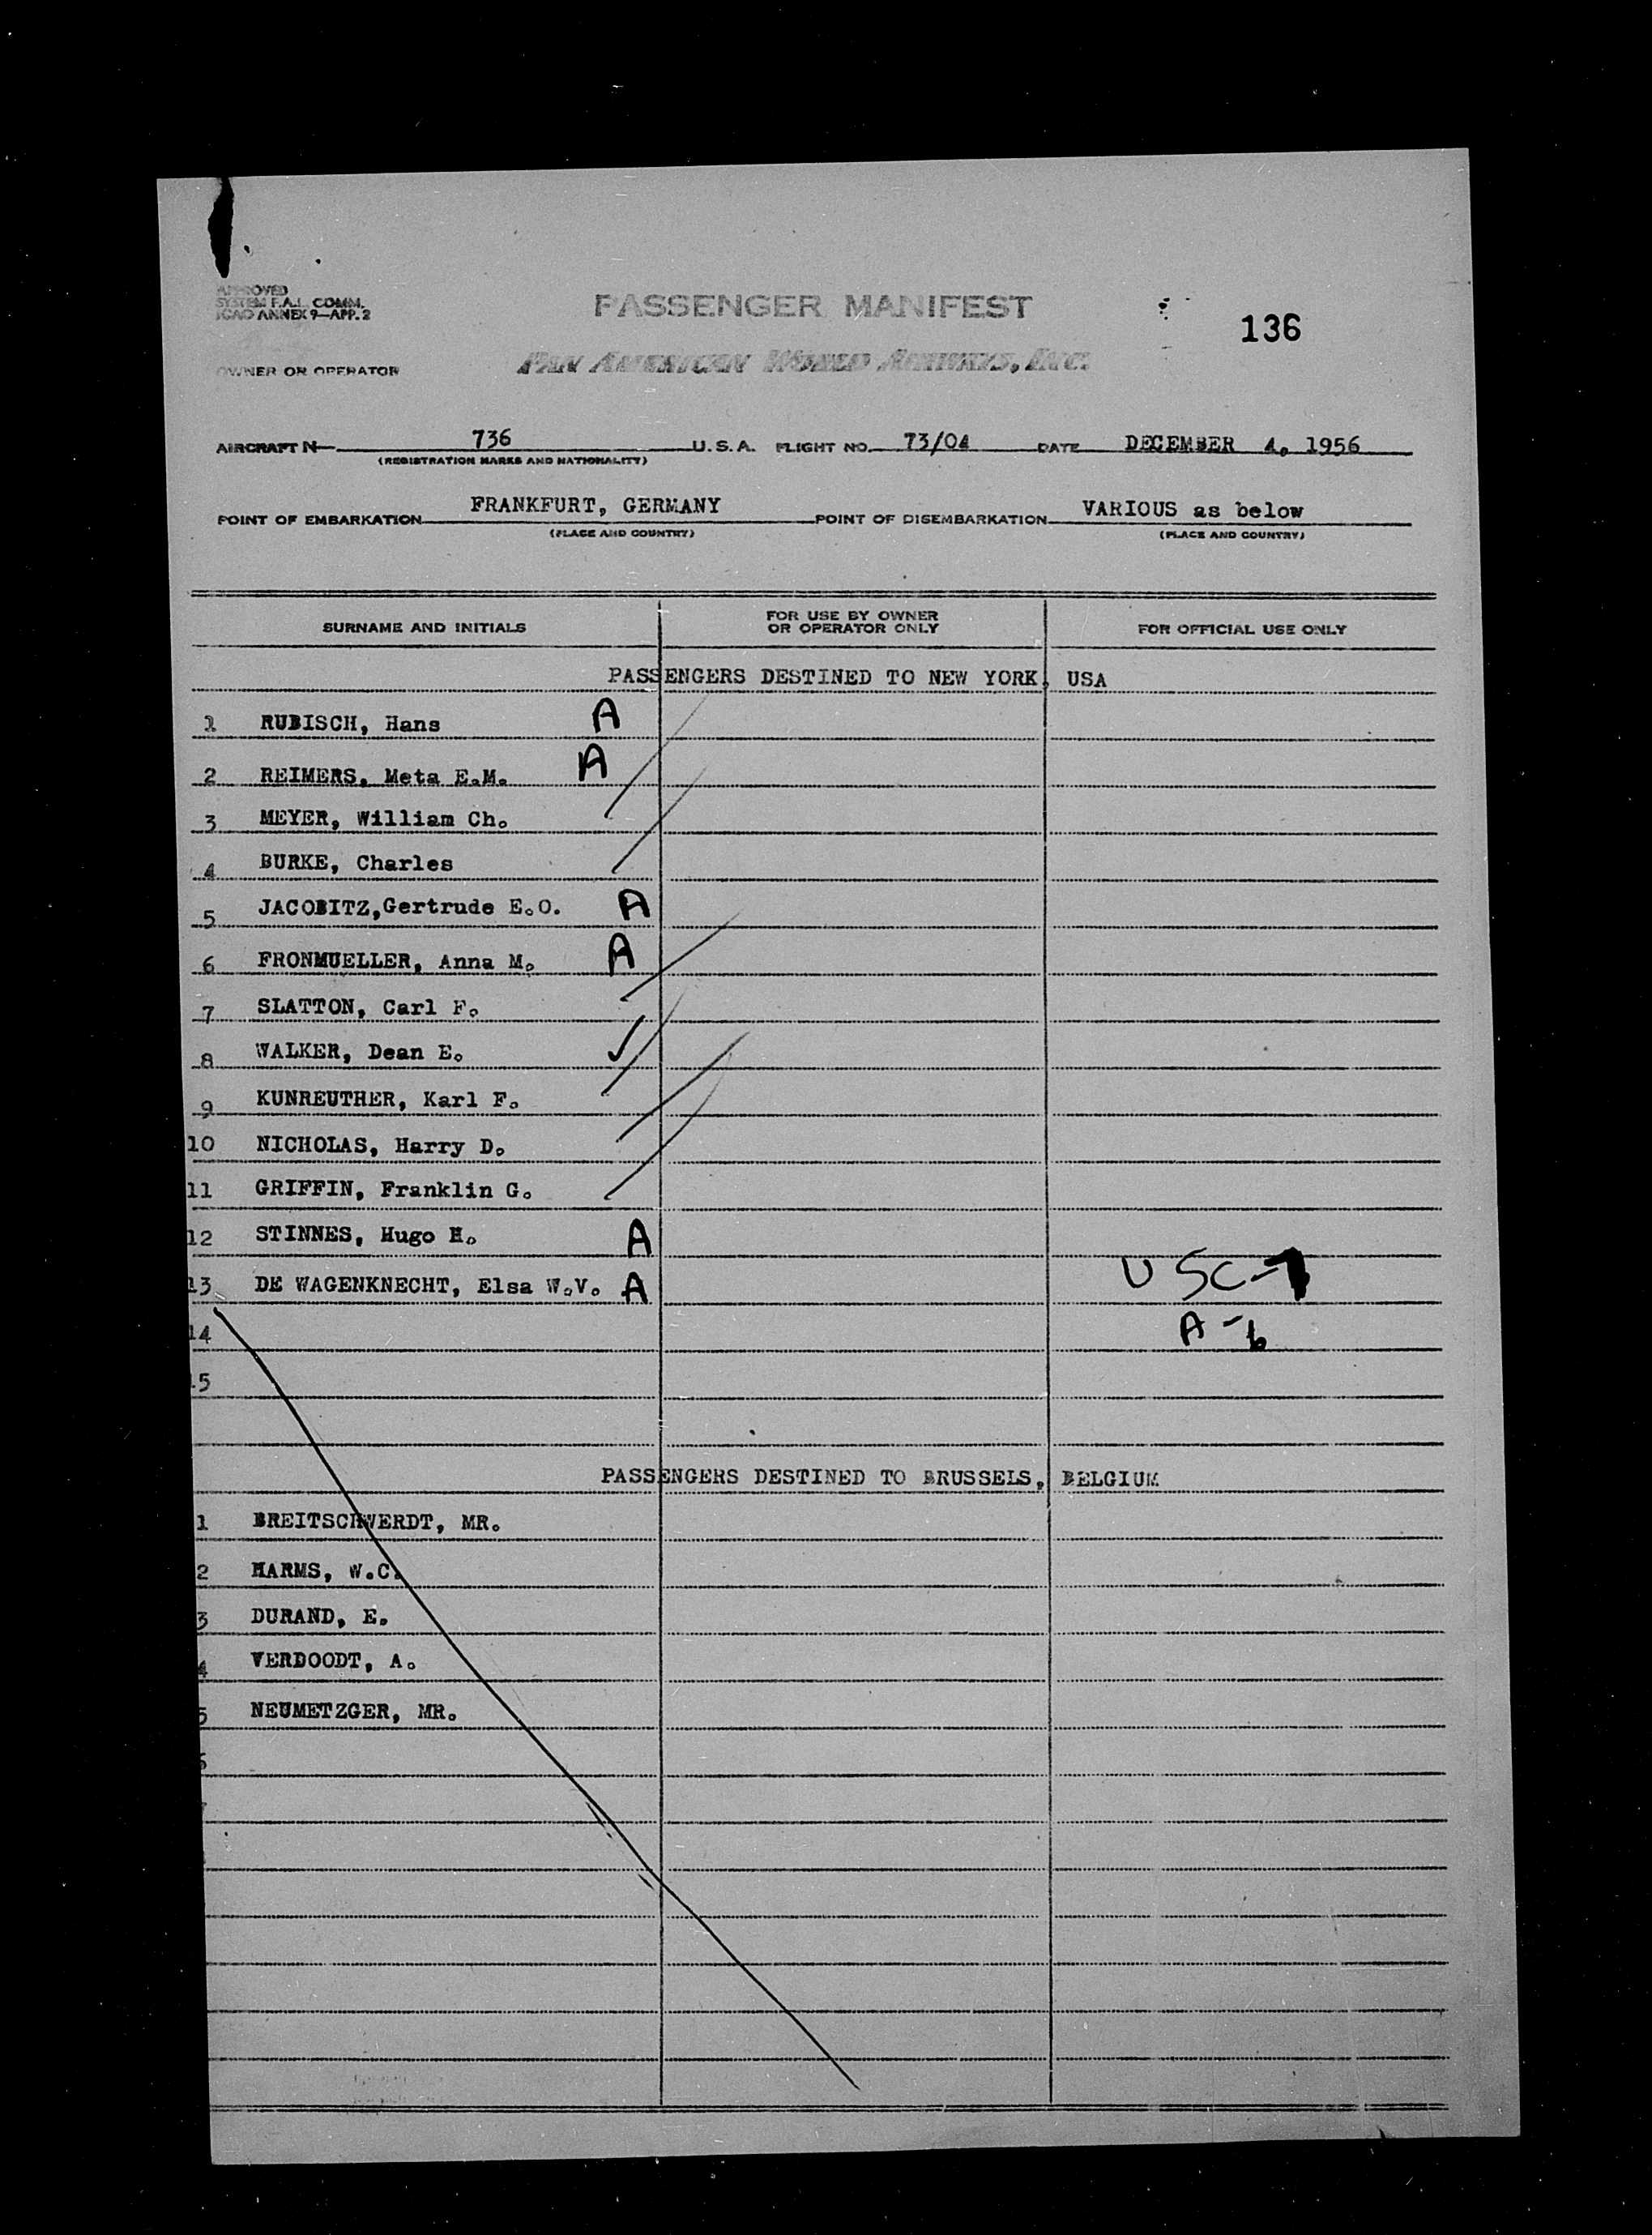 APPROVED
SYSTEM F.A.L. COMM.
ICAO ANNEX 9—APP. 2
PASSENGER MANIFEST
136
OWNER OR OPERATOR
PAN AMERICAN WORLD AIRWAYS, INC.
AIRCRAFT N— 736 U.S.A. FLIGHT NO. 73/04 DATE DECEMBER 4, 1956
(REGISTRATION MARKS AND NATIONALITY)
POINT OF EMBARKATION FRANKFURT, GERMANY POINT OF DISEMBARKATION VARIOUS as below
(PLACE AND COUNTRY) (PLACE AND COUNTRY)
SURNAME AND INITIALS
FOR USE BY OWNER
OR OPERATOR ONLY
FOR OFFICIAL USE ONLY
PASSENGERS DESTINED TO NEW YORK, USA
1 RUBISCH, Hans A
2 REIMERS, Meta E.M. A
3 MEYER, William Ch.
4 BURKE, Charles
5 JACOBITZ,Gertrude E.O. A
6 FRONMUELLER, Anna M. A
7 SLATTON, Carl F.
8 WALKER, Dean E. ✓
9 KUNREUTHER, Karl F.
10 NICHOLAS, Harry D.
11 GRIFFIN, Franklin G.
12 STINNES, Hugo H. A
13 DE WAGENKNECHT, Elsa W.V. A USC-7
14 A-6
15
PASSENGERS DESTINED TO BRUSSELS, BELGIUM
1 BREITSCHWERDT, MR.
2 HARMS, W.C.
3 DURAND, E.
4 VERDOODT, A.
5 NEUMETZGER, MR.
6